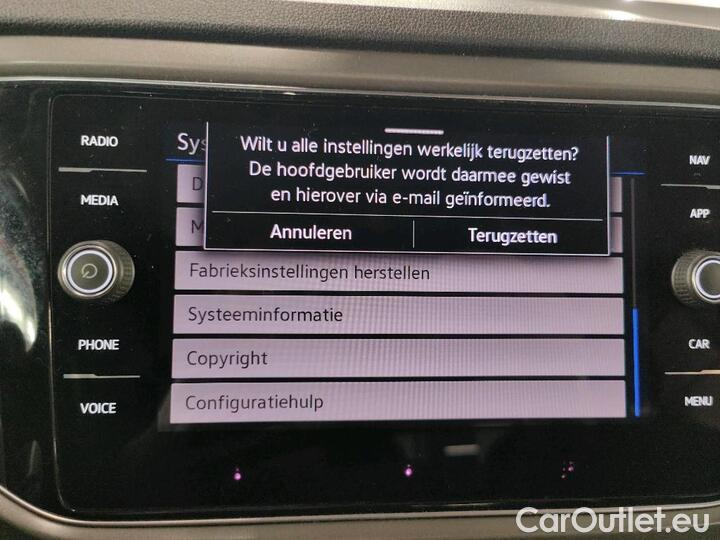 RADIO
MEDIA
PHONE
VOICE
Wilt u alle instellingen werkelijk terugzetten?
De hoofdgebruiker wordt daarmee gewist
en hierover via e-mail geïnformeerd.
Annuleren
Terugzetten
Fabrieksinstellingen herstellen
Systeeminformatie
Copyright
Configuratiehulp
NAV
APP
CAR
MENU
CarOutlet.eu